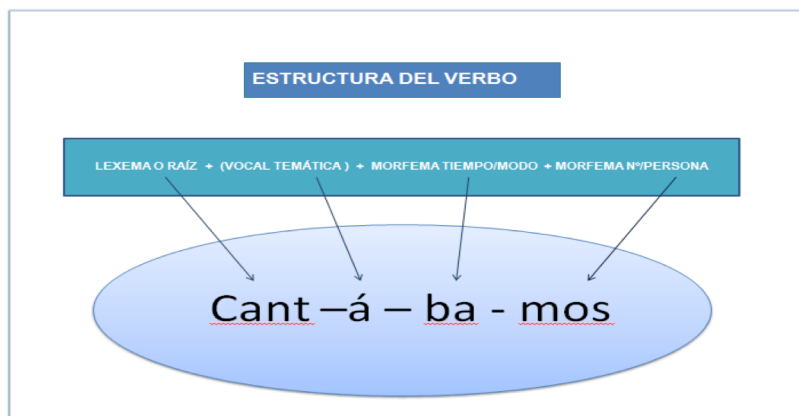 ESTRUCTURA DEL VERBO
LEXEMA O RAÍZ + (VOCAL TEMÁTICA ) + MORFEMA TIEMPO/MODO + MORFEMA Nº/PERSONA
Cant –á – ba - mos